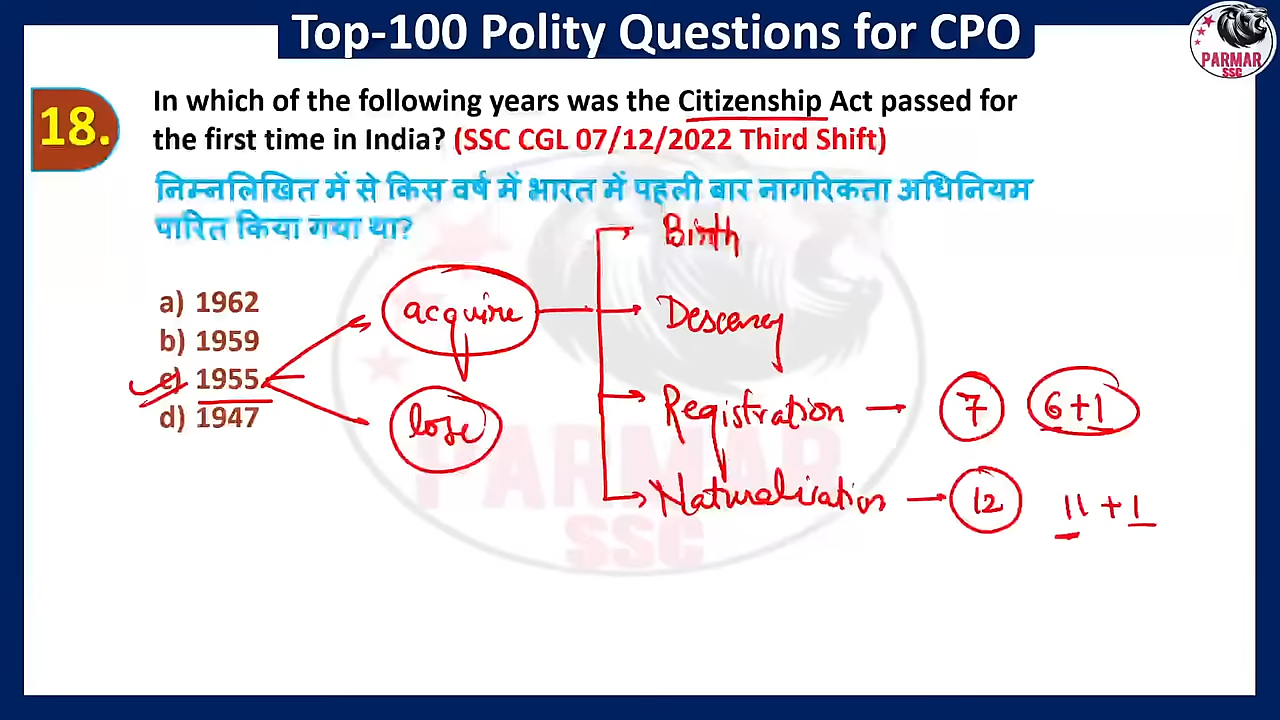 Top-100 Polity Questions for CPO
PARMAR
SSC
18.
In which of the following years was the Citizenship Act passed for
the first time in India? (SSC CGL 07/12/2022 Third Shift)
निम्नलिखित में से किस वर्ष में भारत में पहली बार नागरिकता अधिनियम
पारित किया गया था?
a) 1962
b) 1959
c) 1955
d) 1947
acquire
lose
Birth
Descency
Registration 7 6+1
Naturalisation 12 11+1
PARMAR
SSC